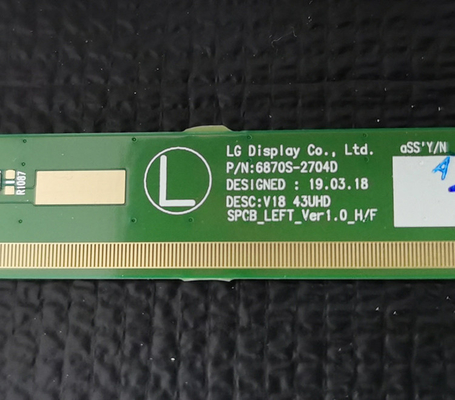 LG Display Co., Ltd.
P/N:6870S-2704D
DESIGNED : 19.03.18
DESC:V18 43UHD
SPCB_LEFT_Ver1.0_H/F
aSS'Y/N
R1087
L
A